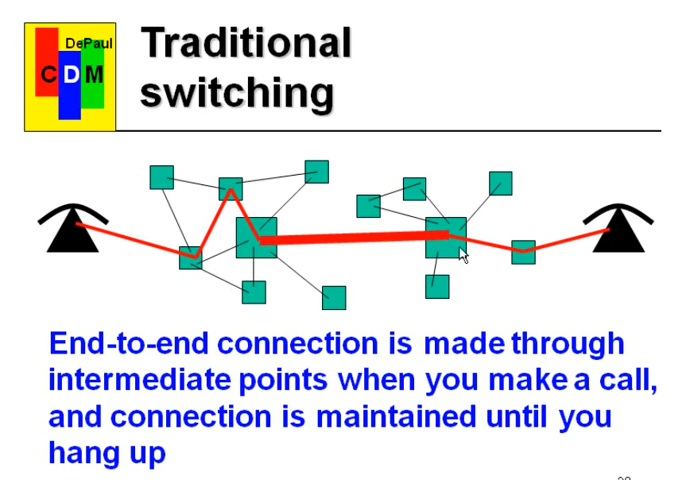 DePaul
CDM
Traditional
switching
End-to-end connection is made through
intermediate points when you make a call,
and connection is maintained until you
hang up